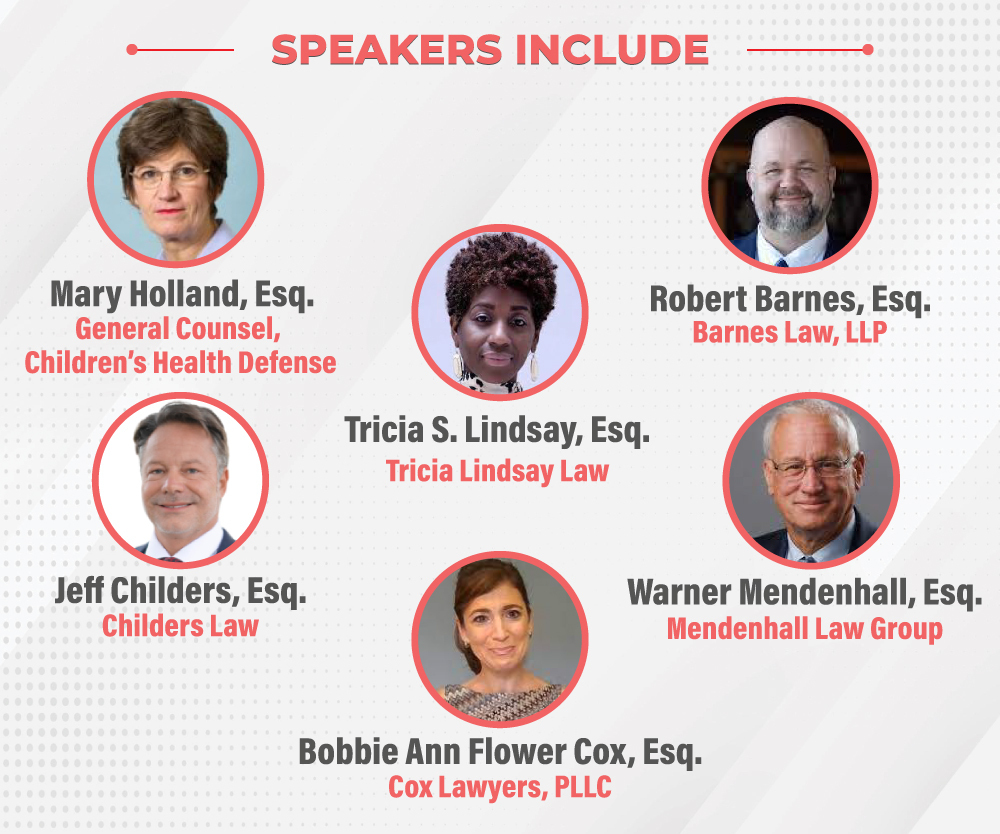 SPEAKERS INCLUDE
Mary Holland, Esq.
General Counsel,
Children's Health Defense
Robert Barnes, Esq.
Barnes Law, LLP
Tricia S. Lindsay, Esq.
Tricia Lindsay Law
Jeff Childers, Esq.
Childers Law
Warner Mendenhall, Esq.
Mendenhall Law Group
Bobbie Ann Flower Cox, Esq.
Cox Lawyers, PLLC